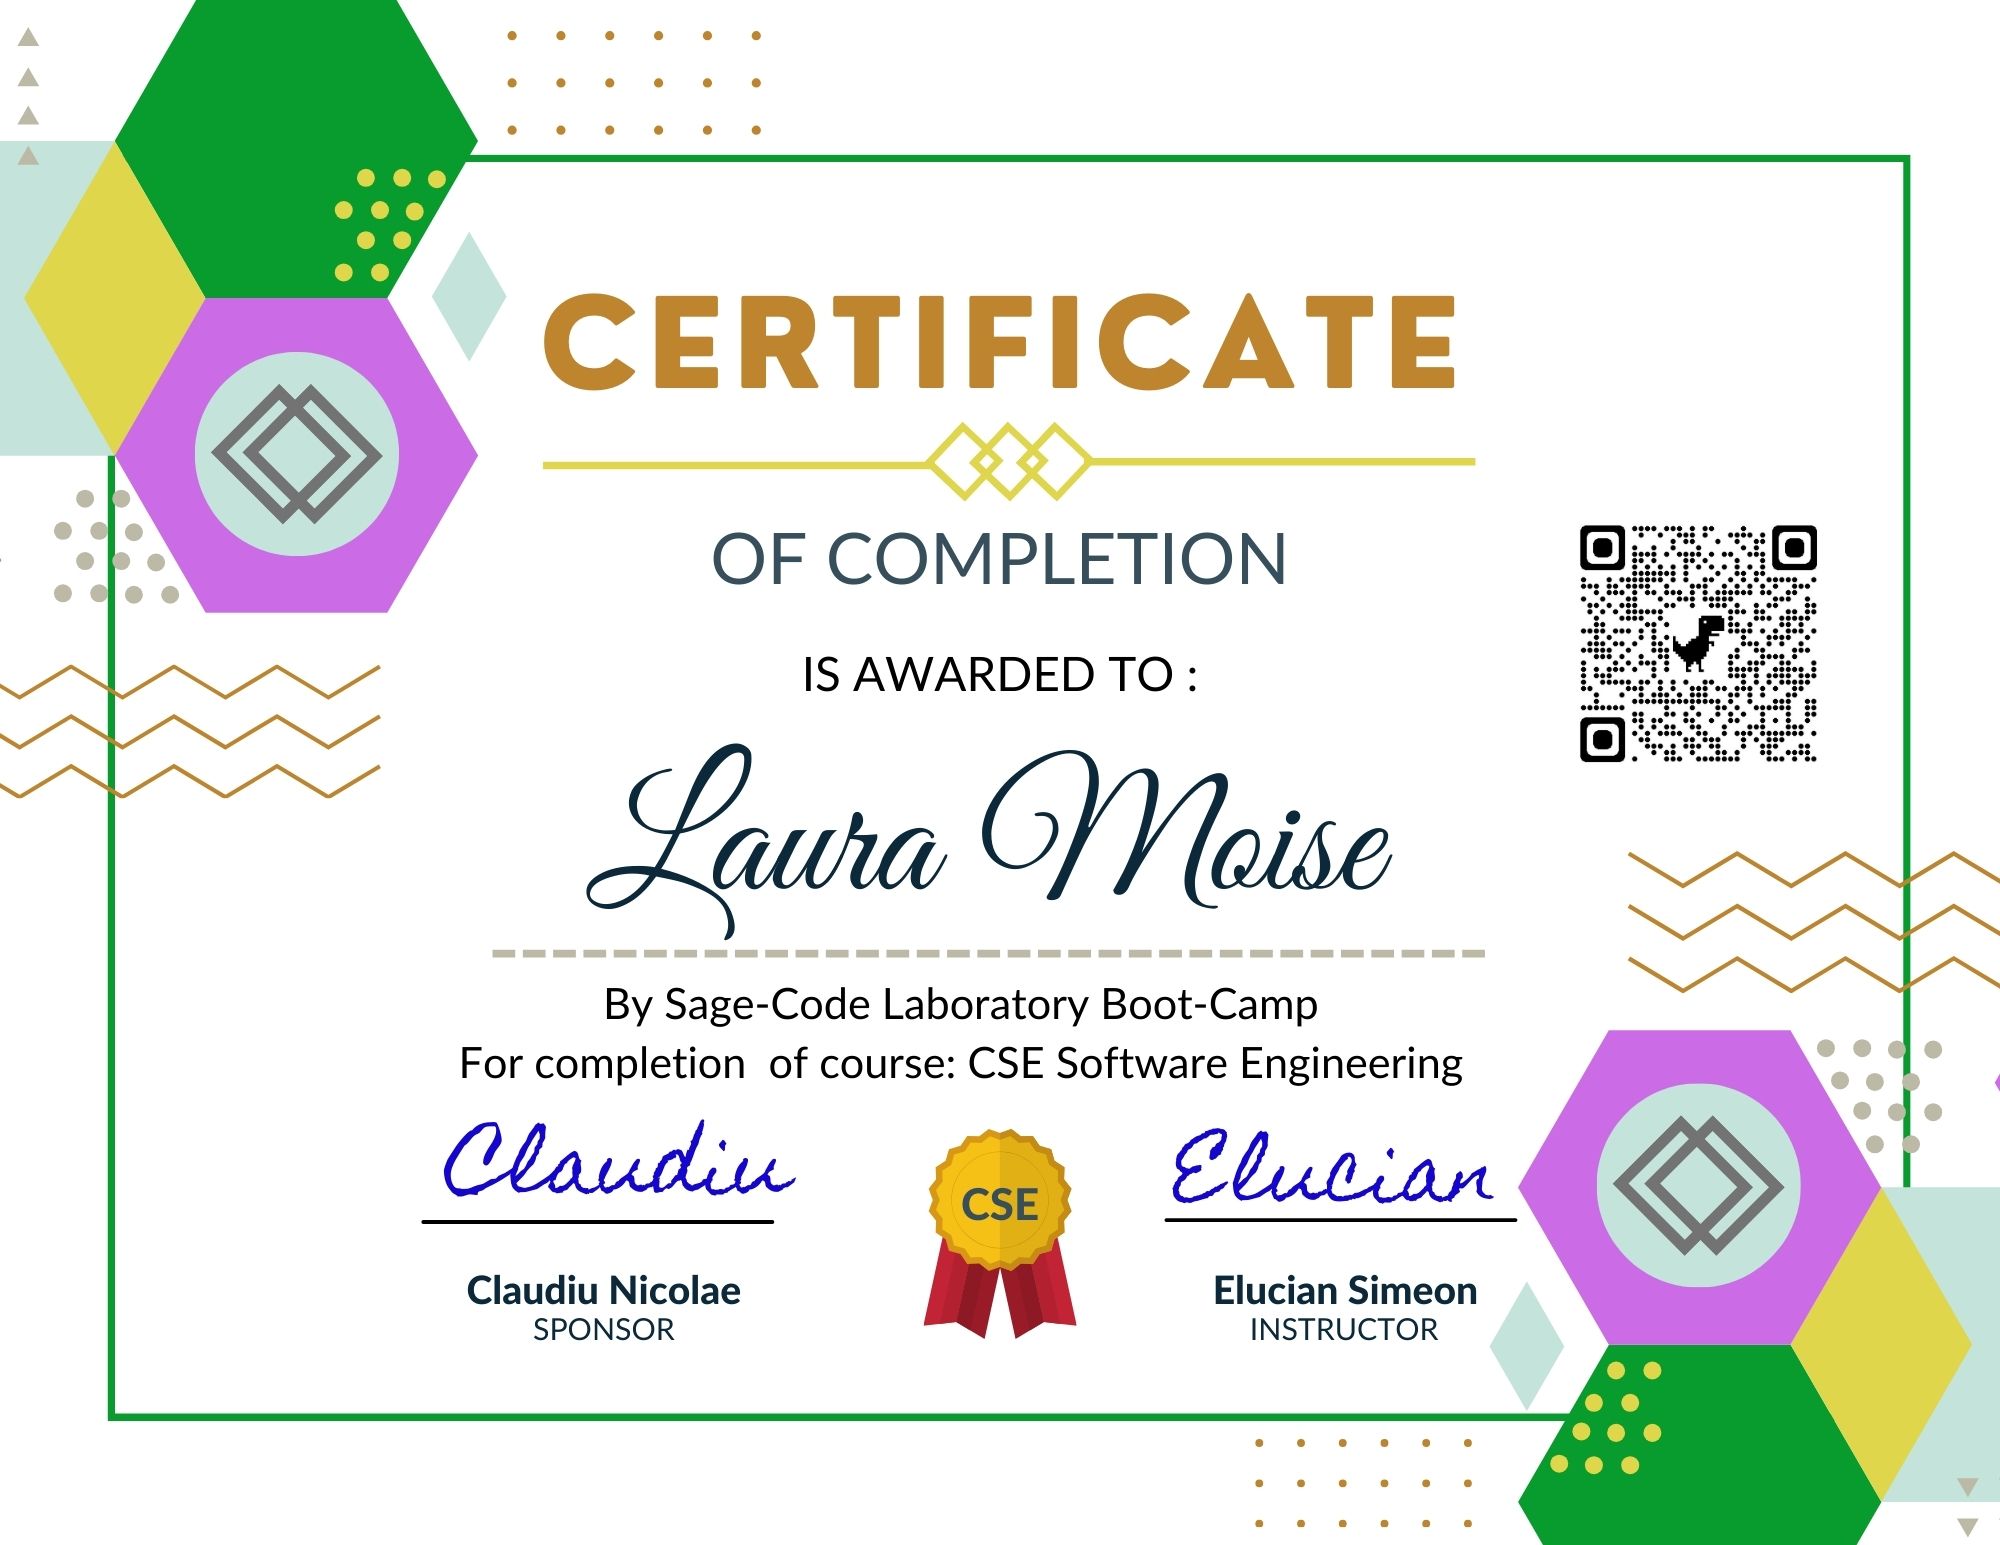 CERTIFICATE
OF COMPLETION
IS AWARDED TO :
Laura Moise
By Sage-Code Laboratory Boot-Camp
For completion  of course: CSE Software Engineering
Claudiu
CSE
Elucian
Claudiu Nicolae
SPONSOR
Elucian Simeon
INSTRUCTOR